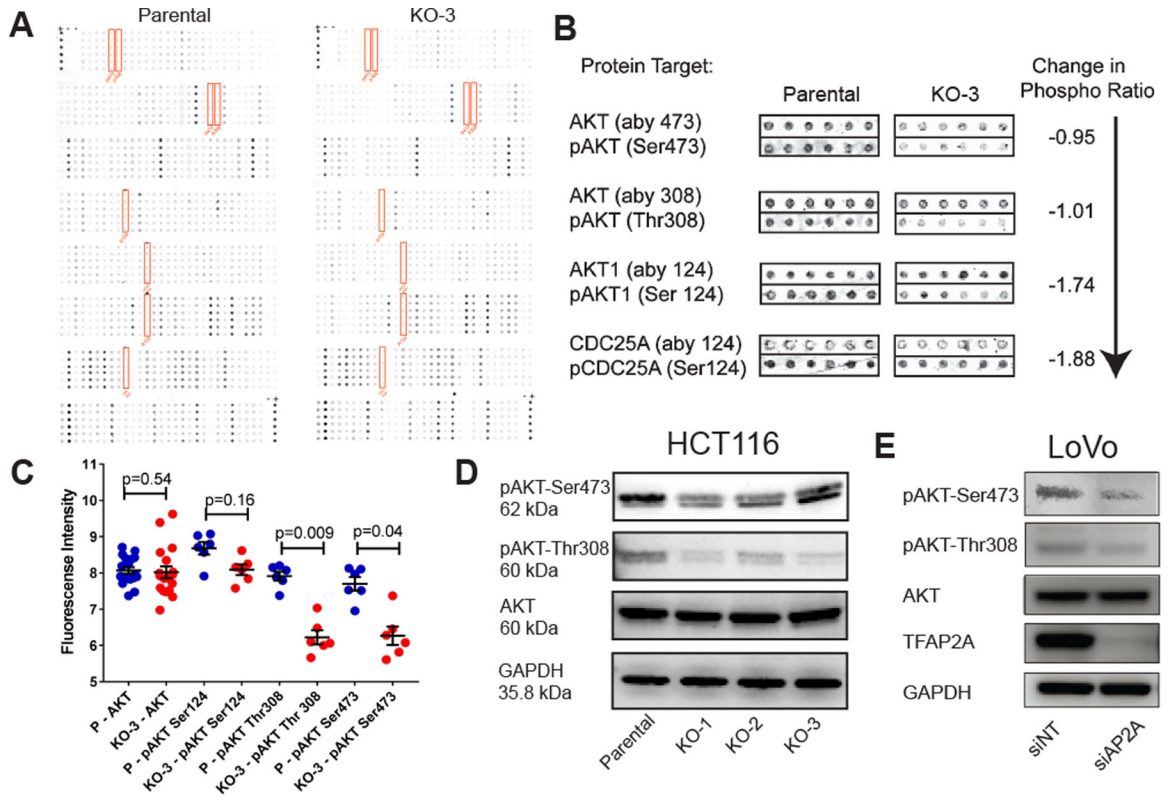 A
Parental
KO-3
B
Protein Target:
Parental
KO-3
Change in
Phospho Ratio
AKT (aby 473)
pAKT (Ser473)
-0.95
AKT (aby 308)
pAKT (Thr308)
-1.01
AKT1 (aby 124)
pAKT1 (Ser 124)
-1.74
CDC25A (aby 124)
pCDC25A (Ser124)
-1.88
C
Fluorescence Intensity
11
10
9
8
7
6
5
p=0.54
p=0.16
p=0.009
p=0.04
P - AKT
KO-3 - AKT
P - pAKT Ser124
KO-3 - pAKT Ser124
P - pAKT Thr308
KO-3 - pAKT Thr 308
P - pAKT Ser473
KO-3 - pAKT Ser473
D
HCT116
pAKT-Ser473
62 kDa
pAKT-Thr308
60 kDa
AKT
60 kDa
GAPDH
35.8 kDa
Parental
KO-1
KO-2
KO-3
E
LoVo
pAKT-Ser473
pAKT-Thr308
AKT
TFAP2A
GAPDH
siNT
siAP2A